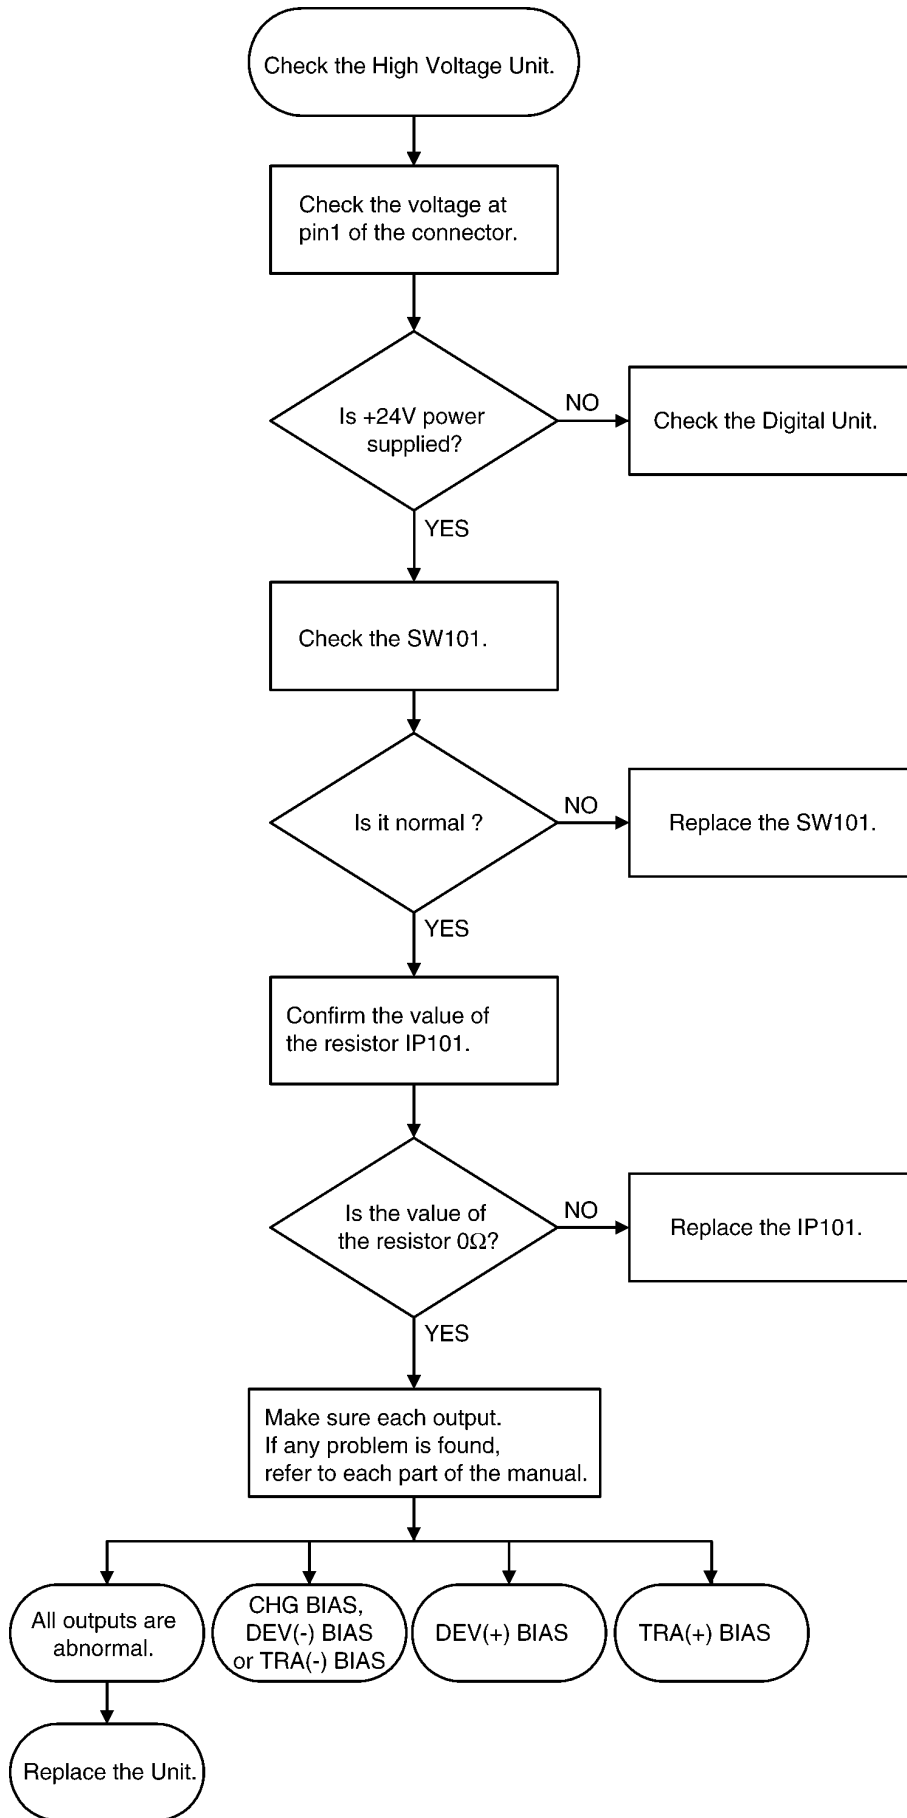 Check the High Voltage Unit.
Check the voltage at
pin1 of the connector.
Is +24V power
supplied?
NO
Check the Digital Unit.
YES
Check the SW101.
Is it normal ?
NO
Replace the SW101.
YES
Confirm the value of
the resistor IP101.
Is the value of
the resistor 0Ω?
NO
Replace the IP101.
YES
Make sure each output.
If any problem is found,
refer to each part of the manual.
All outputs are
abnormal.
CHG BIAS,
DEV(-) BIAS
or TRA(-) BIAS
DEV(+) BIAS
TRA(+) BIAS
Replace the Unit.